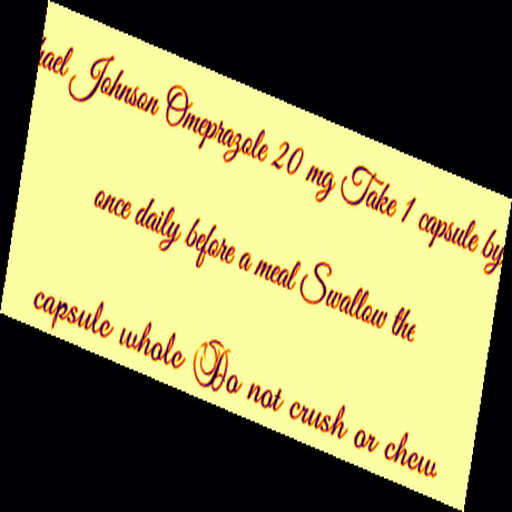 Johnson Omeprazole 20 mg Take 1 capsule by
once daily before a meal Swallow the
capsule whole Do not crush or chew